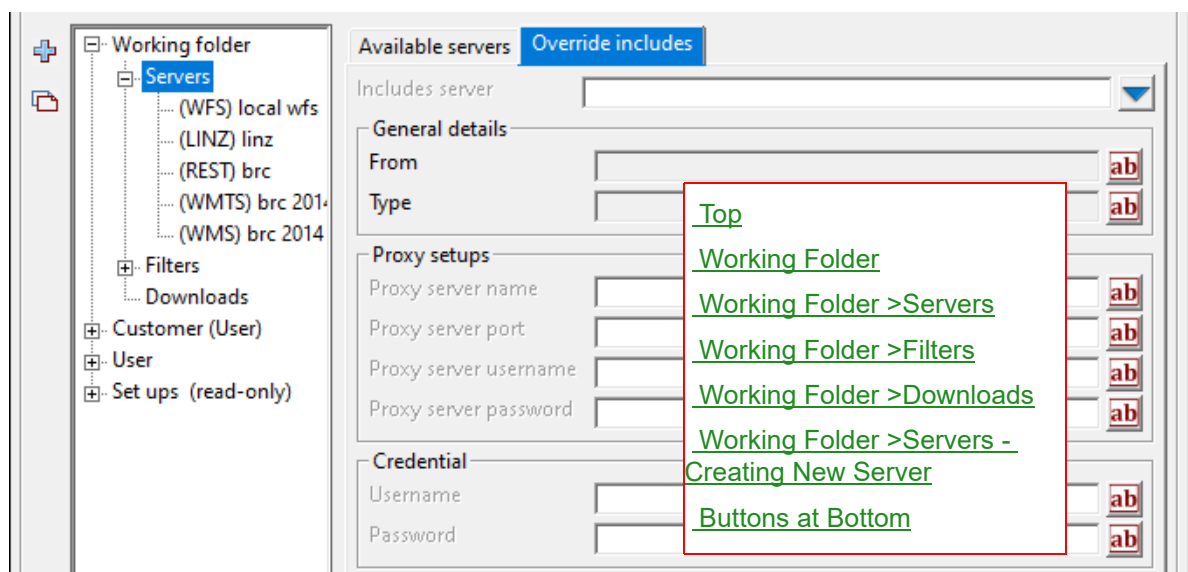 Working folder
Servers
(WFS) local wfs
(LINZ) linz
(REST) brc
(WMTS) brc 2014
(WMS) brc 2014
Filters
Downloads
Customer (User)
User
Set ups (read-only)
Available servers
Override includes
Includes server
General details
From
ab
Type
ab
Proxy setups
Proxy server name
ab
Proxy server port
ab
Proxy server username
ab
Proxy server password
ab
Credential
Username
ab
Password
ab
Top
Working Folder
Working Folder >Servers
Working Folder >Filters
Working Folder >Downloads
Working Folder >Servers -
Creating New Server
Buttons at Bottom